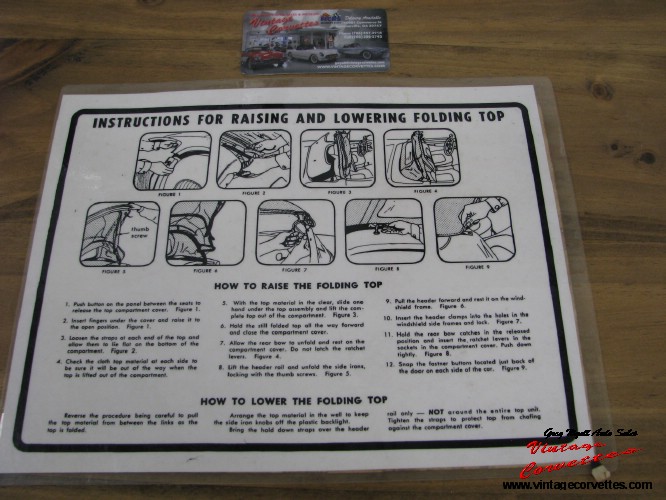 Vintage
Corvettes
INSTRUCTIONS FOR RAISING AND LOWERING FOLDING TOP
FIGURE 1
FIGURE 2
FIGURE 3
FIGURE 4
thumb
screw
FIGURE 5
FIGURE 6
FIGURE 7
FIGURE 8
FIGURE 9
HOW TO RAISE THE FOLDING TOP
1. Push button on the panel between the seats to
release the top compartment cover. Figure 1.
2. Insert fingers under the cover and raise it to
the open position. Figure 1.
3. Loosen the straps at each end of the top and
allow them to lie flat on the bottom of the
compartment. Figure 2.
4. Check the cloth top material at each side to
be sure it will be out of the way when the
top is lifted out of the compartment.
5. With the top material in the clear, slide one
hand under the top assembly and lift the com-
plete top out of the compartment. Figure 3.
6. Hold the still folded top all the way forward
and close the compartment cover.
7. Allow the rear bow to unfold and rest on the
compartment cover. Do not latch the ratchet
levers. Figure 4.
8. Lift the header rail and unfold the side irons,
locking with the thumb screws. Figure 5.
9. Pull the header forward and rest it on the wind-
shield frame. Figure 6.
10. Insert the header clamps into the holes in the
windshield side frames and lock. Figure 7.
11. Hold the rear bow catches in the released
position and insert the ratchet levers in the
sockets in the compartment cover. Push down
tightly. Figure 8.
12. Snap the fastner buttons located just back of
the door on each side of the car. Figure 9.
HOW TO LOWER THE FOLDING TOP
Reverse the procedure being careful to pull
the top material from between the links as the
top is folded.
Arrange the top material in the well to keep
the side iron knobs off the plastic backlight.
Bring the hold down straps over the header
rail only — NOT around the entire top unit.
Tighten the straps to protect top from chafing
against the compartment cover.
Auto Sales
Vintage
Corvettes
www.vintagecorvettes.com